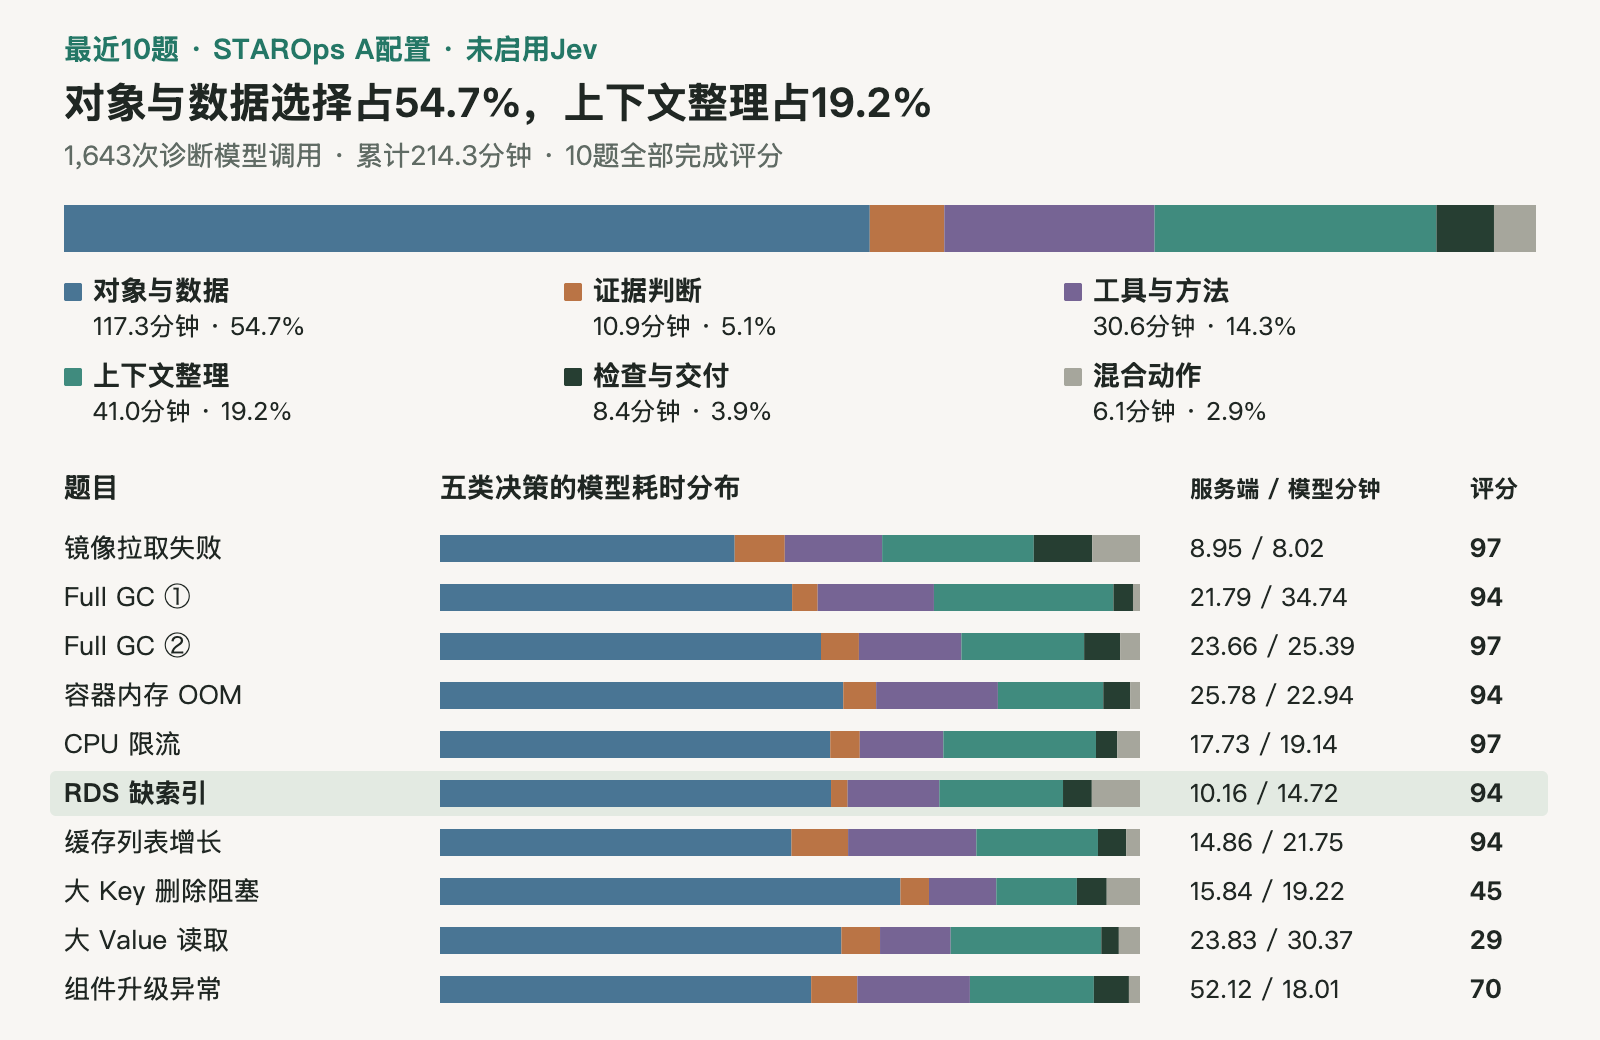 最近10题 · STAROps A配置 · 未启用Jev
对象与数据选择占54.7%，上下文整理占19.2%
1,643次诊断模型调用 · 累计214.3分钟 · 10题全部完成评分
对象与数据 证据判断 工具与方法
117.3分钟 · 54.7% 10.9分钟 · 5.1% 30.6分钟 · 14.3%
上下文整理 检查与交付 混合动作
41.0分钟 · 19.2% 8.4分钟 · 3.9% 6.1分钟 · 2.9%
题目 五类决策的模型耗时分布 服务端 / 模型分钟 评分
镜像拉取失败 8.95 / 8.02 97
Full GC ① 21.79 / 34.74 94
Full GC ② 23.66 / 25.39 97
容器内存 OOM 25.78 / 22.94 94
CPU 限流 17.73 / 19.14 97
RDS 缺索引 10.16 / 14.72 94
缓存列表增长 14.86 / 21.75 94
大 Key 删除阻塞 15.84 / 19.22 45
大 Value 读取 23.83 / 30.37 29
组件升级异常 52.12 / 18.01 70